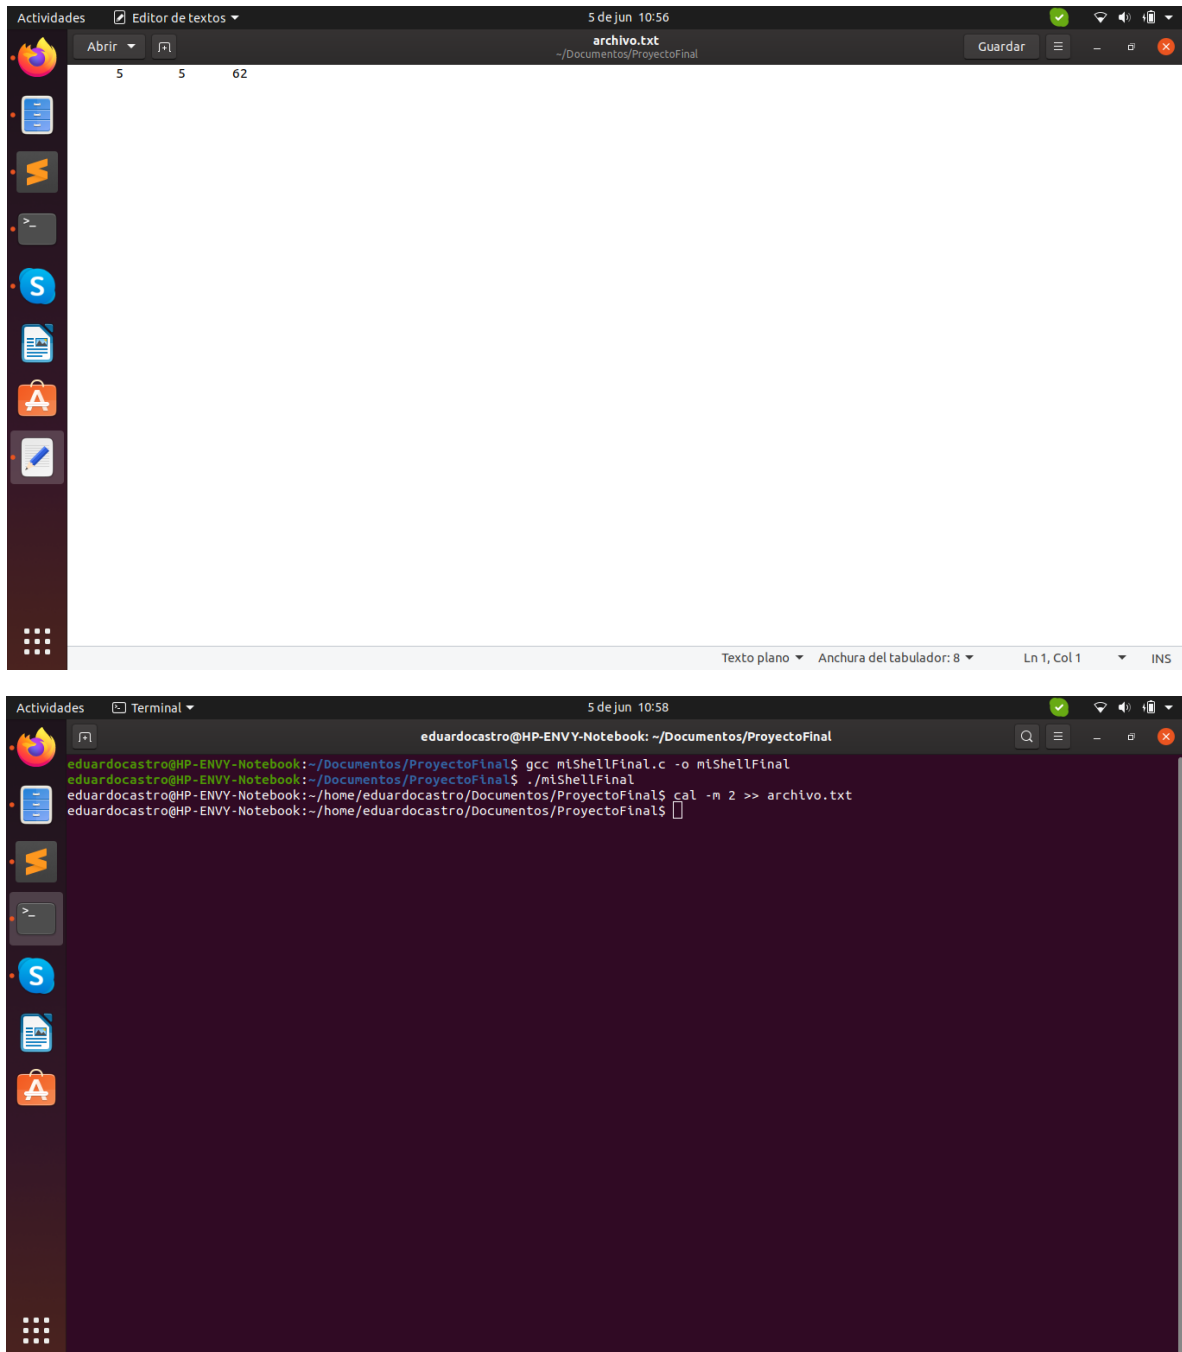 Actividades Editor de textos 5 de jun 10:56
Abrir archivo.txt Guardar
~/Documentos/ProyectoFinal
5 5 62
Texto plano Anchura del tabulador: 8 Ln 1, Col 1 INS
Actividades Terminal 5 de jun 10:58
eduardocastro@HP-ENVY-Notebook: ~/Documentos/ProyectoFinal
eduardocastro@HP-ENVY-Notebook:~/Documentos/ProyectoFinal$ gcc miShellFinal.c -o miShellFinal
eduardocastro@HP-ENVY-Notebook:~/Documentos/ProyectoFinal$ ./miShellFinal
eduardocastro@HP-ENVY-Notebook:~/home/eduardocastro/Documentos/ProyectoFinal$ cal -m 2 >> archivo.txt
eduardocastro@HP-ENVY-Notebook:~/home/eduardocastro/Documentos/ProyectoFinal$